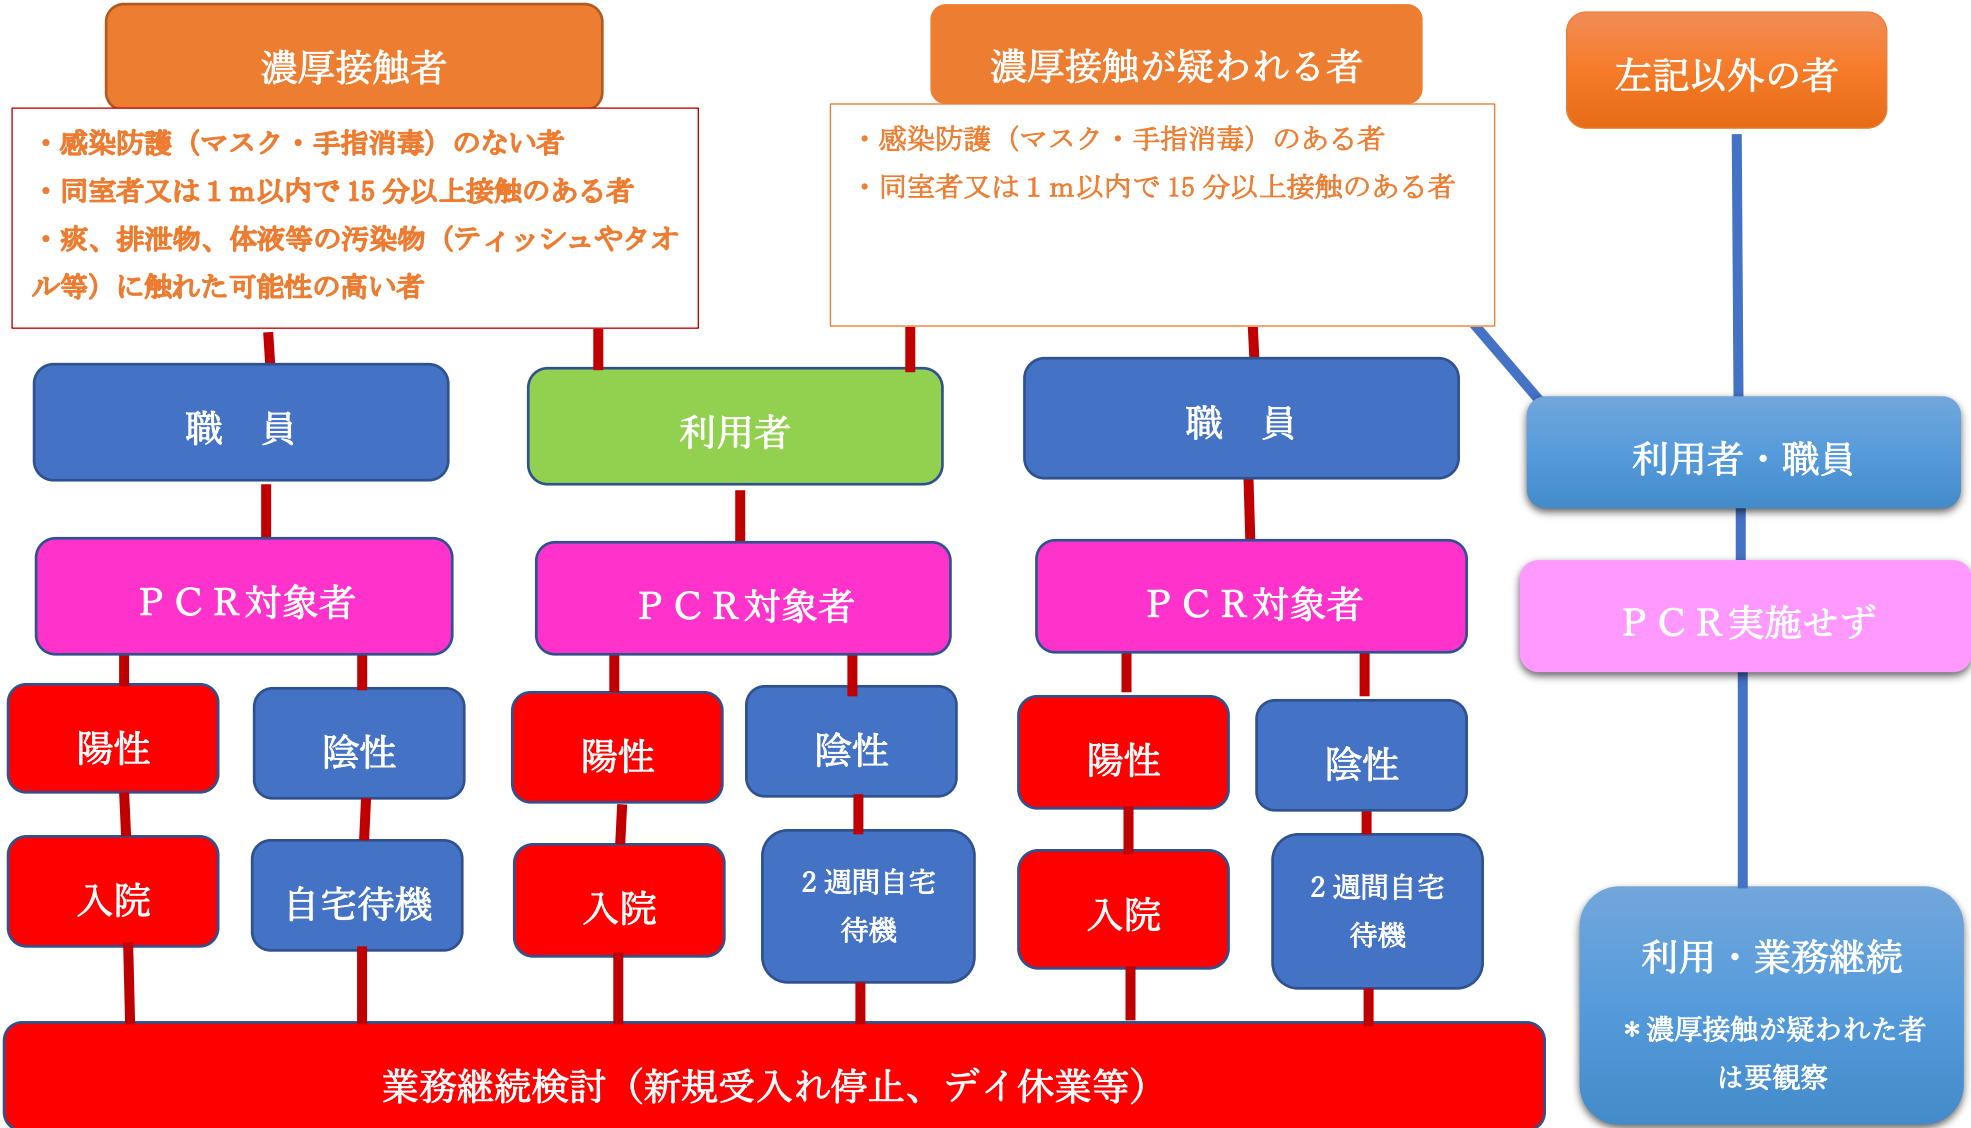 濃厚接触者
濃厚接触が疑われる者
左記以外の者
・感染防護（マスク・手指消毒）のない者
・同室者又は１ｍ以内で 15 分以上接触のある者
・痰、排泄物、体液等の汚染物（ティッシュやタオ
ル等）に触れた可能性の高い者
・感染防護（マスク・手指消毒）のある者
・同室者又は１ｍ以内で 15 分以上接触のある者
職　員
利用者
職　員
利用者・職員
ＰＣＲ対象者
ＰＣＲ対象者
ＰＣＲ対象者
ＰＣＲ実施せず
陽性
陰性
陽性
陰性
陽性
陰性
入院
自宅待機
入院
２週間自宅
待機
入院
２週間自宅
待機
利用・業務継続
＊濃厚接触が疑われた者
は要観察
業務継続検討（新規受入れ停止、デイ休業等）